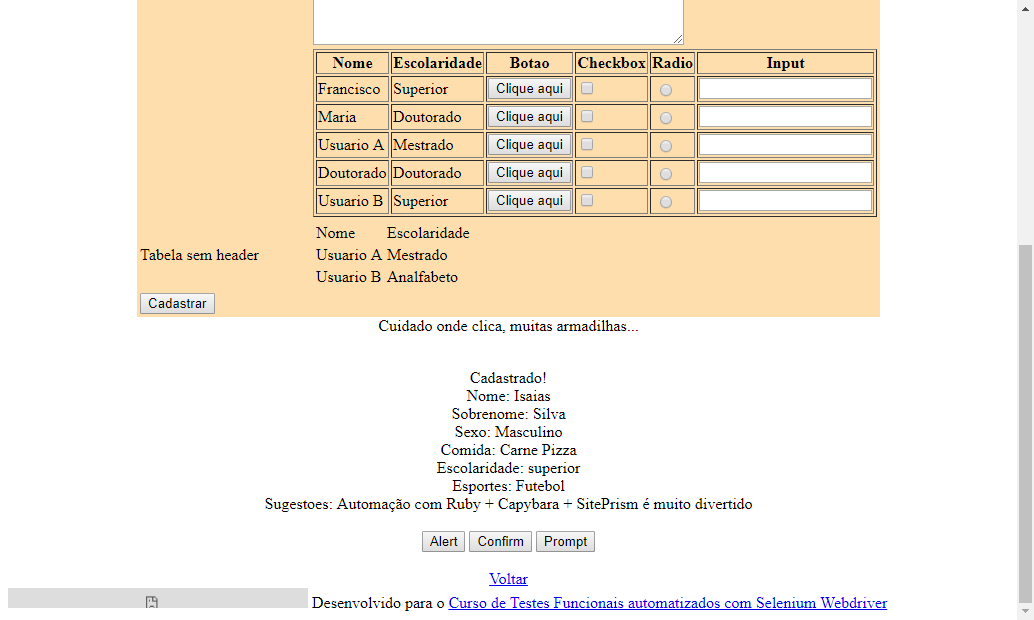 Nome Escolaridade Botao Checkbox Radio Input
Francisco Superior Clique aqui
Maria Doutorado Clique aqui
Usuario A Mestrado Clique aqui
Doutorado Doutorado Clique aqui
Usuario B Superior Clique aqui
Nome Escolaridade
Tabela sem header Usuario A Mestrado
Usuario B Analfabeto
Cadastrar
Cuidado onde clica, muitas armadilhas...
Cadastrado!
Nome: Isaias
Sobrenome: Silva
Sexo: Masculino
Comida: Carne Pizza
Escolaridade: superior
Esportes: Futebol
Sugestoes: Automação com Ruby + Capybara + SitePrism é muito divertido
Alert Confirm Prompt
Voltar
Desenvolvido para o Curso de Testes Funcionais automatizados com Selenium Webdriver